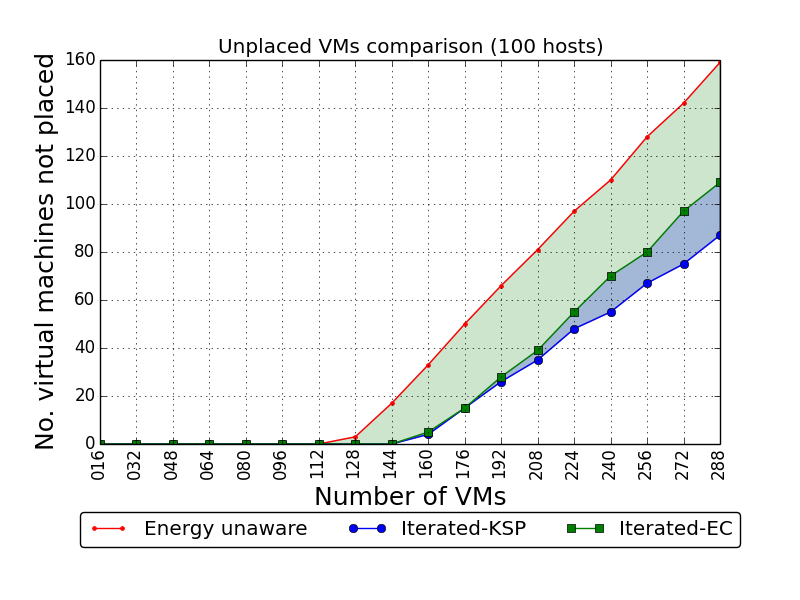 Unplaced VMs comparison (100 hosts)
No. virtual machines not placed
160
140
120
100
80
60
40
20
0
016 032 048 064 080 096 112 128 144 160 176 192 208 224 240 256 272 288
Number of VMs
Energy unaware Iterated-KSP Iterated-EC